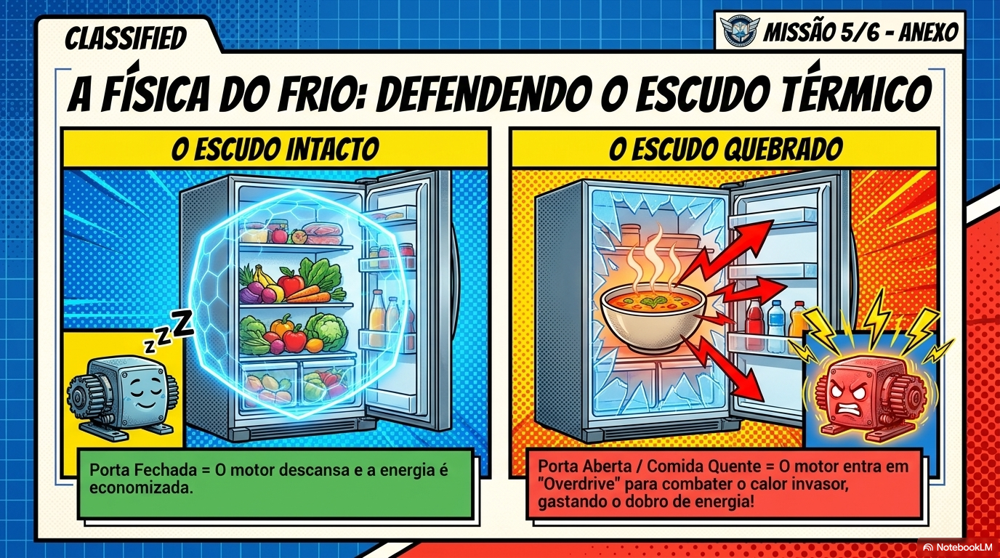 CLASSIFIED
MISSÃO 5/6 - ANEXO
A FÍSICA DO FRIO: DEFENDENDO O ESCUDO TÉRMICO
O ESCUDO INTACTO
z z Z
Porta Fechada = O motor descansa e a energia é
economizada.
O ESCUDO QUEBRADO
Porta Aberta / Comida Quente = O motor entra em
"Overdrive" para combater o calor invasor,
gastando o dobro de energia!
NotebookLM